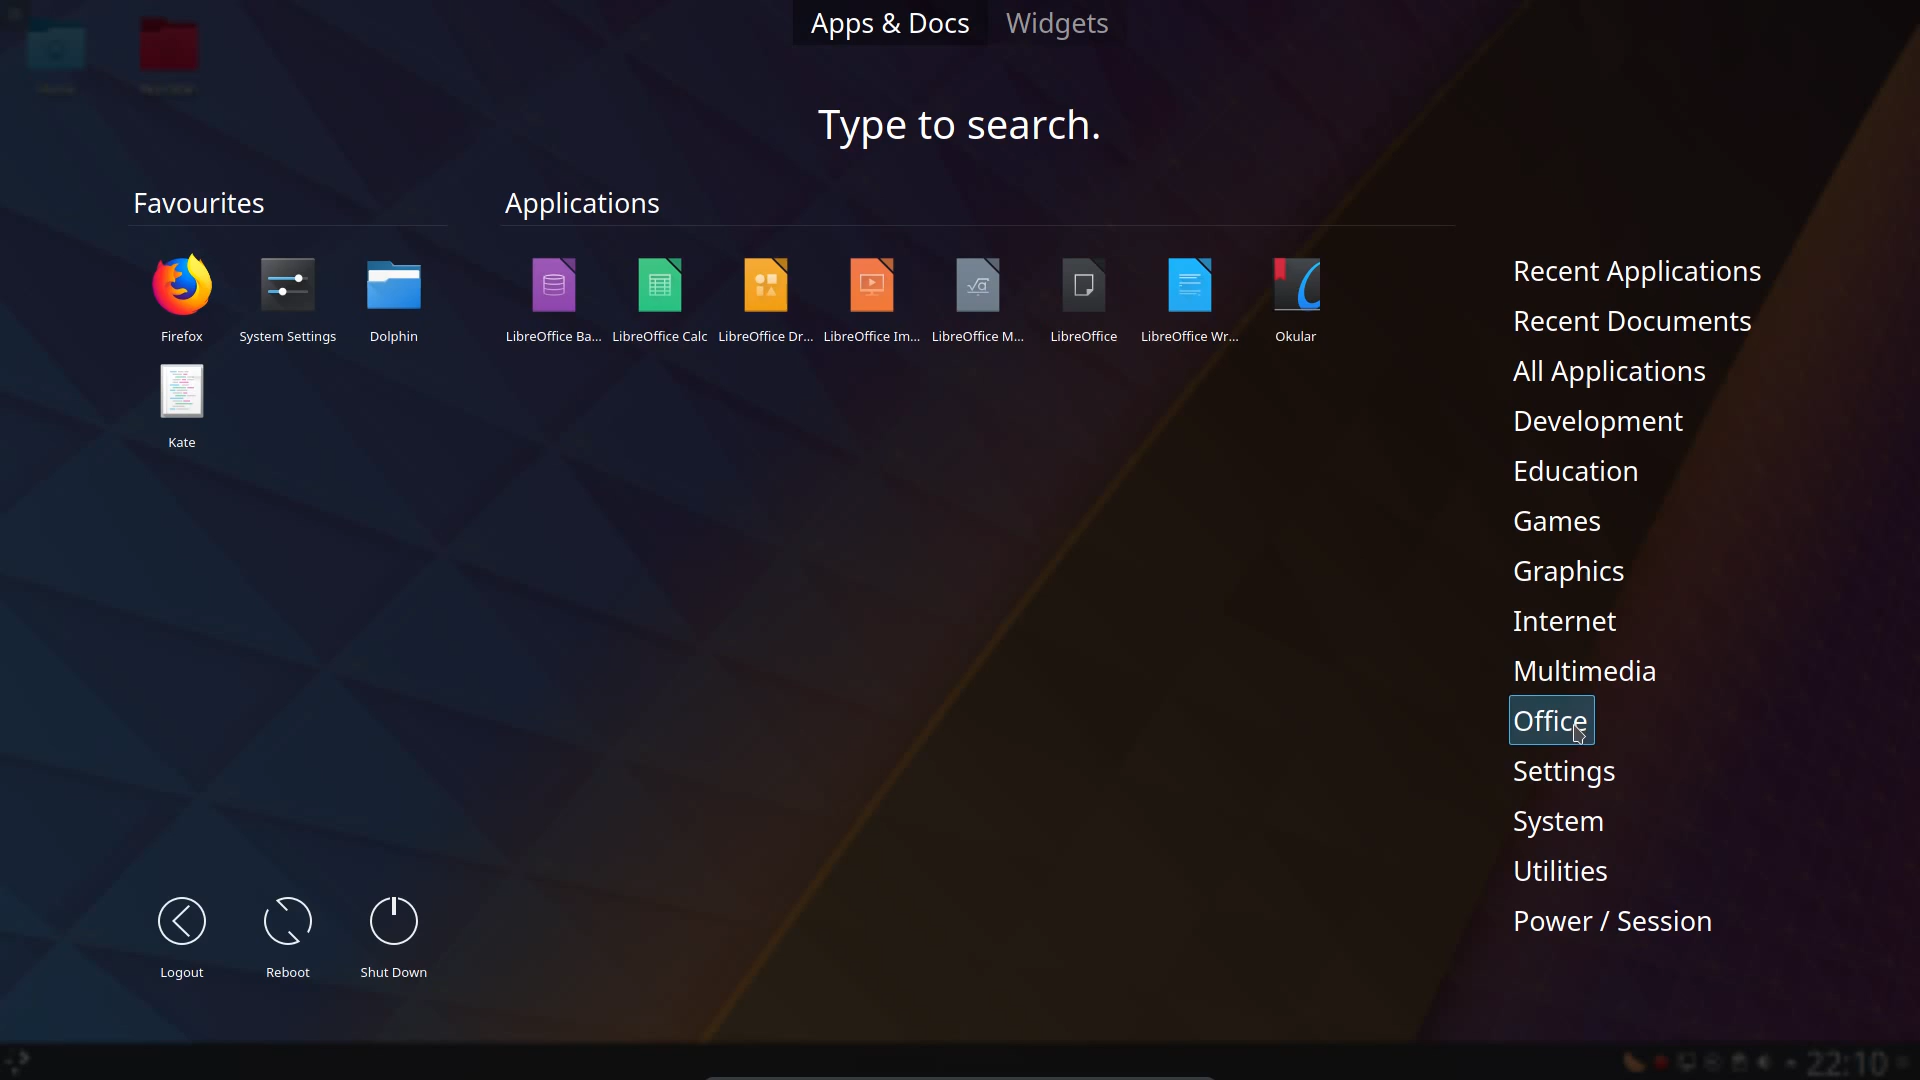 Apps & Docs Widgets
Type to search.
Favourites
Firefox System Settings Dolphin
Kate
Applications
LibreOffice Ba... LibreOffice Calc LibreOffice Dr... LibreOffice Im... LibreOffice M... LibreOffice LibreOffice Wr... Okular
Recent Applications
Recent Documents
All Applications
Development
Education
Games
Graphics
Internet
Multimedia
Office
Settings
System
Utilities
Power / Session
Logout Reboot Shut Down
22:10